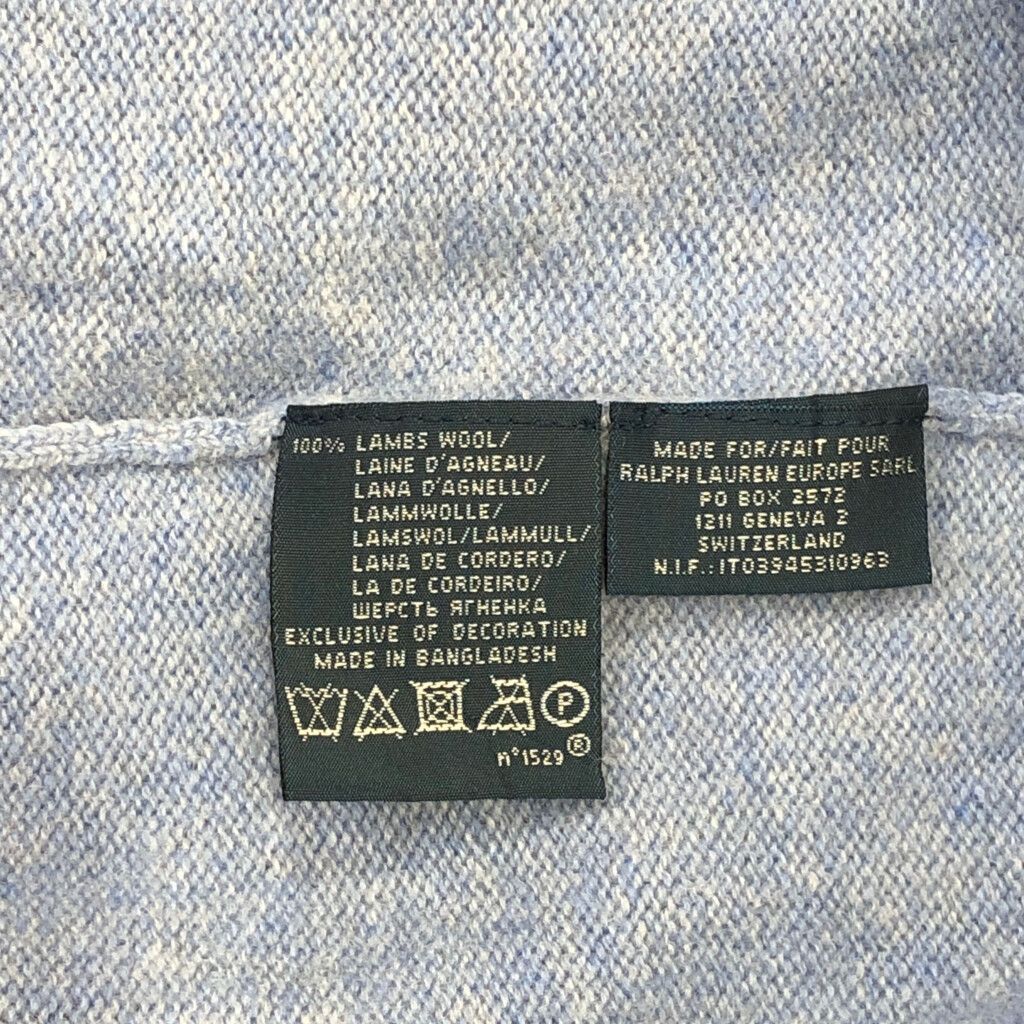 100% LAMBS WOOL/
LAINE D'AGNEAU/
LANA D'AGNELLO/
LAMMWOLLE/
LAMSWOL/LAMMULL/
LANA DE CORDERO/
LA DE CORDEIRO/
ШЕРСТЬ ЯГНЕНКА
EXCLUSIVE OF DECORATION
MADE IN BANGLADESH
P
n°1529 ®
MADE FOR/FAIT POUR
RALPH LAUREN EUROPE SARL
PO BOX 2572
1211 GENEVA 2
SWITZERLAND
N.I.F.:IT03945310963